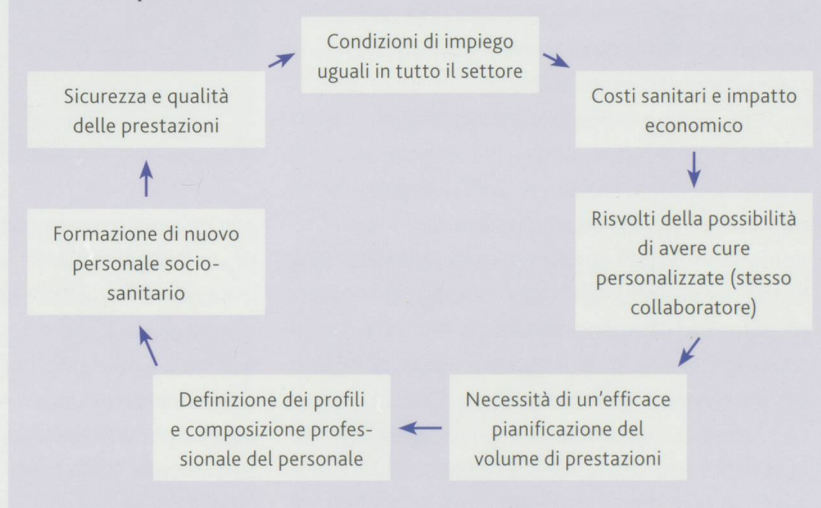 Condizioni di impiego
uguali in tutto il settore
Costi sanitari e impatto
economico
Risvolti della possibilità
di avere cure
personalizzate (stesso
collaboratore)
Necessità di un’efficace
pianificazione del
volume di prestazioni
Definizione dei profili
e composizione profes-
sionale del personale
Formazione di nuovo
personale socio-
sanitario
Sicurezza e qualità
delle prestazioni